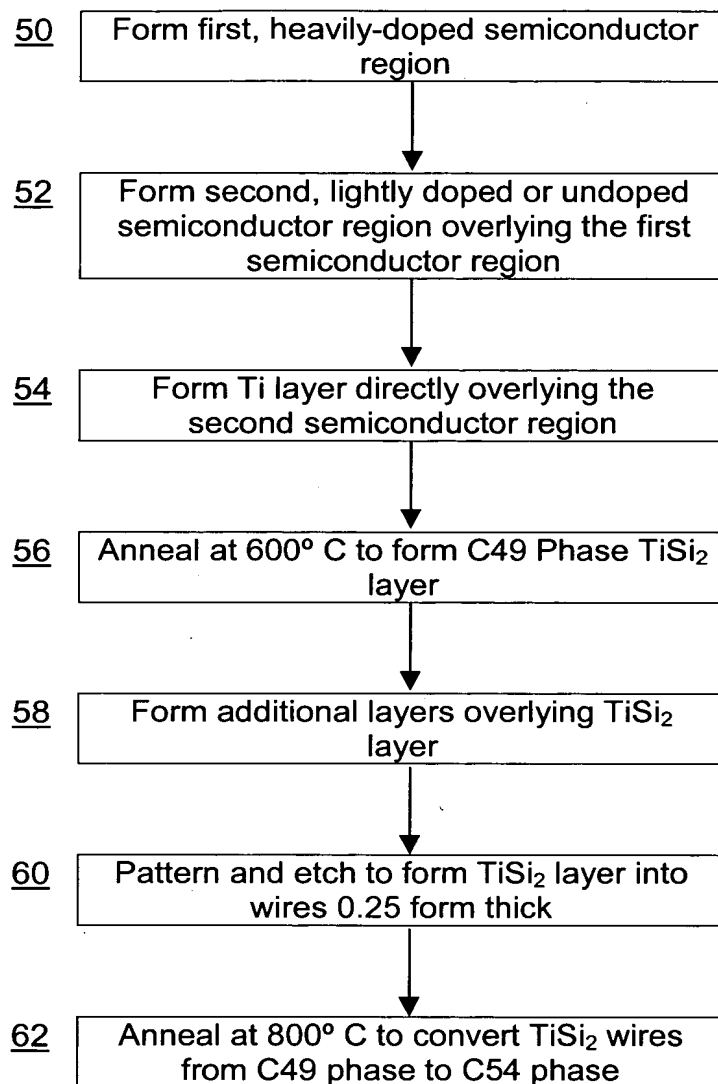 50 Form first, heavily-doped semiconductor
region
52 Form second, lightly doped or undoped
semiconductor region overlying the first
semiconductor region
54 Form Ti layer directly overlying the
second semiconductor region
56 Anneal at 600º C to form C49 Phase TiSi₂
layer
58 Form additional layers overlying TiSi₂
layer
60 Pattern and etch to form TiSi₂ layer into
wires 0.25 form thick
62 Anneal at 800º C to convert TiSi₂ wires
from C49 phase to C54 phase